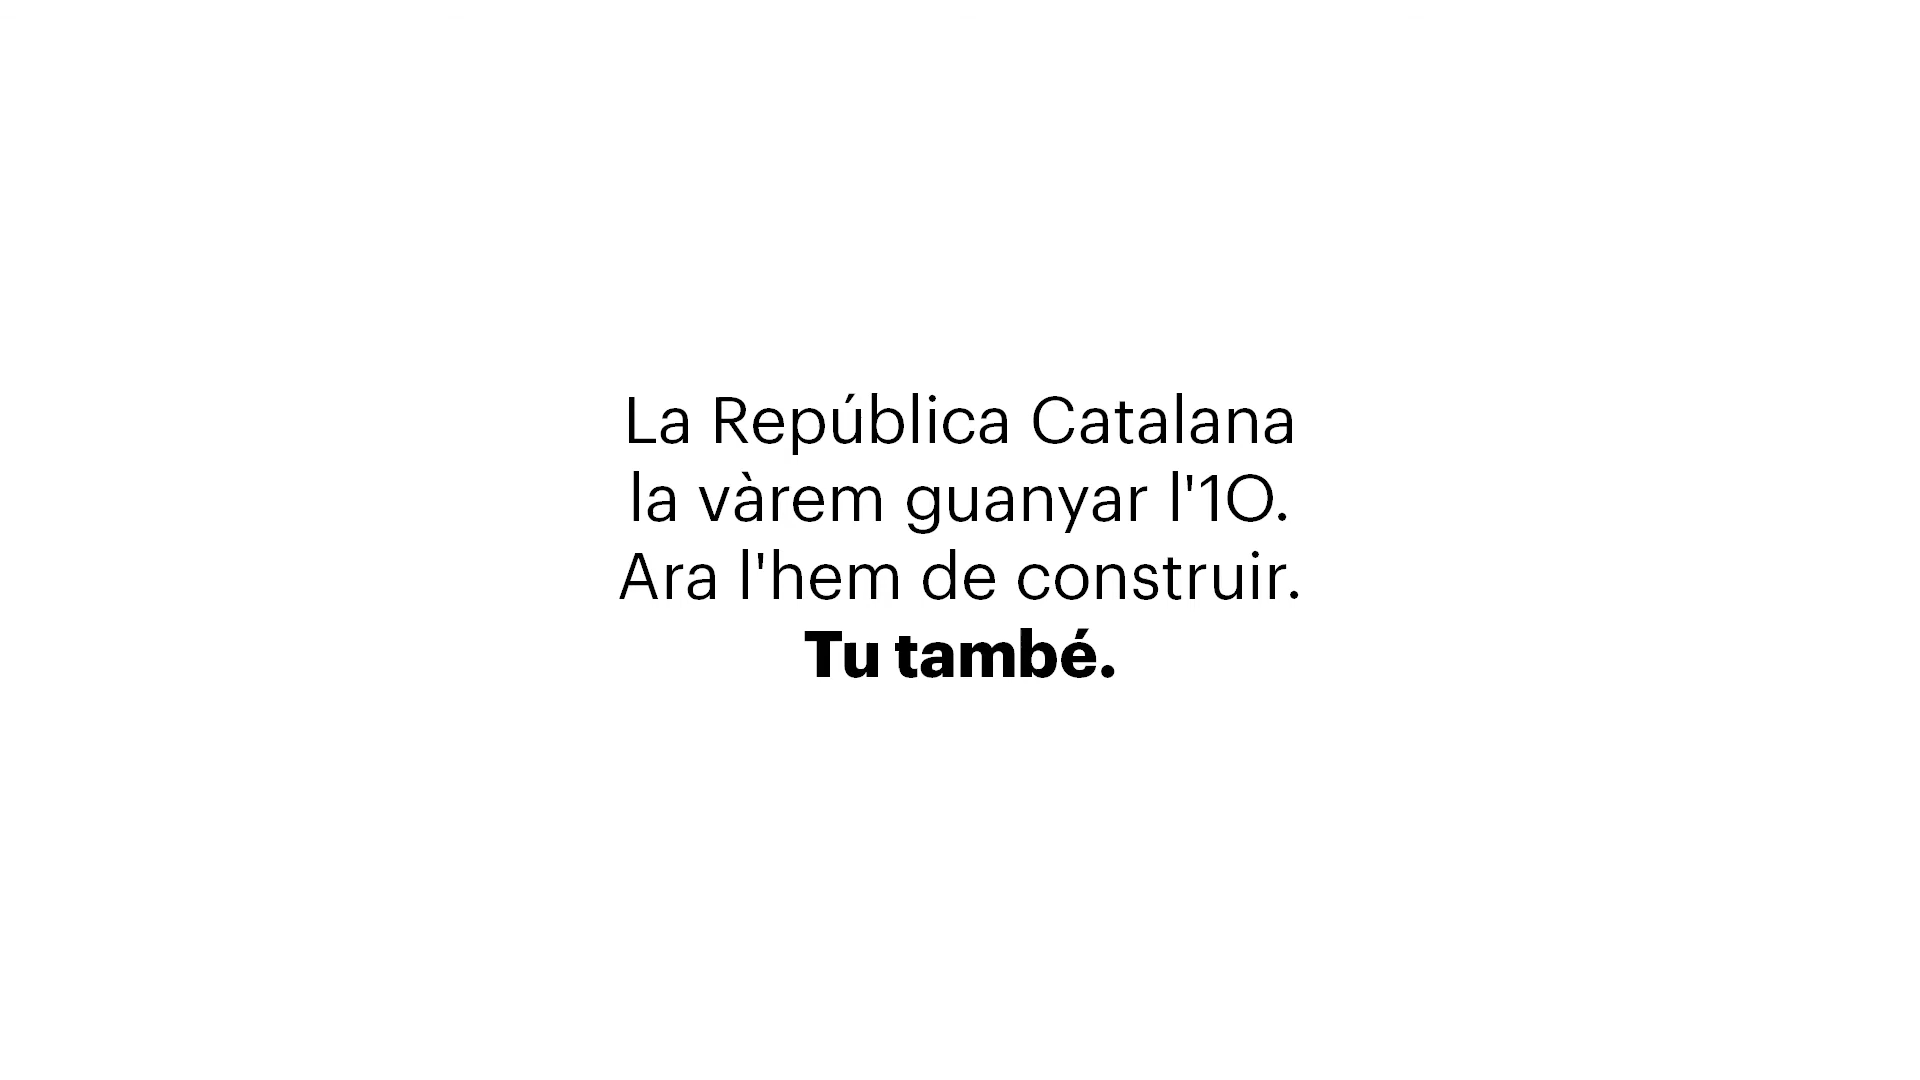 La República Catalana
la vàrem guanyar l'1O.
Ara l'hem de construir.
Tu també.